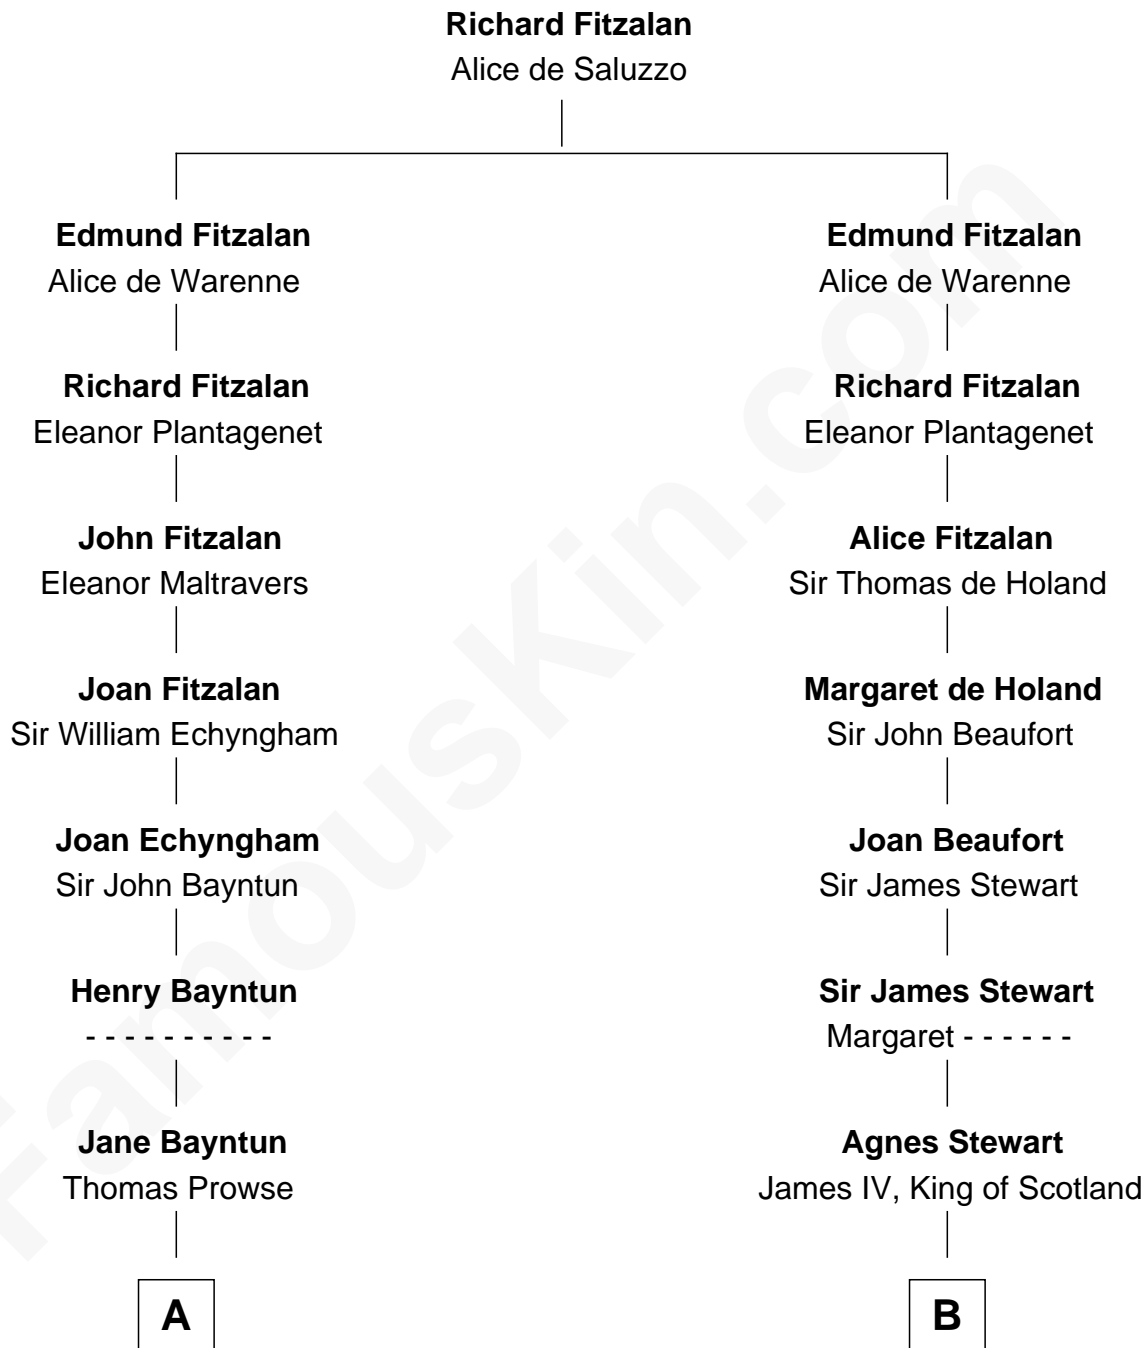 Richard Fitzalan
Alice de Saluzzo
Edmund Fitzalan
Alice de Warenne
Edmund Fitzalan
Alice de Warenne
Richard Fitzalan
Eleanor Plantagenet
Richard Fitzalan
Eleanor Plantagenet
John Fitzalan
Eleanor Maltravers
Alice Fitzalan
Sir Thomas de Holand
Joan Fitzalan
Sir William Echyngham
Margaret de Holand
Sir John Beaufort
Joan Echyngham
Sir John Bayntun
Joan Beaufort
Sir James Stewart
Henry Bayntun
- - - - - - - - - -
Sir James Stewart
Margaret - - - - - -
Jane Bayntun
Thomas Prowse
Agnes Stewart
James IV, King of Scotland
A
B
FamousKin.com